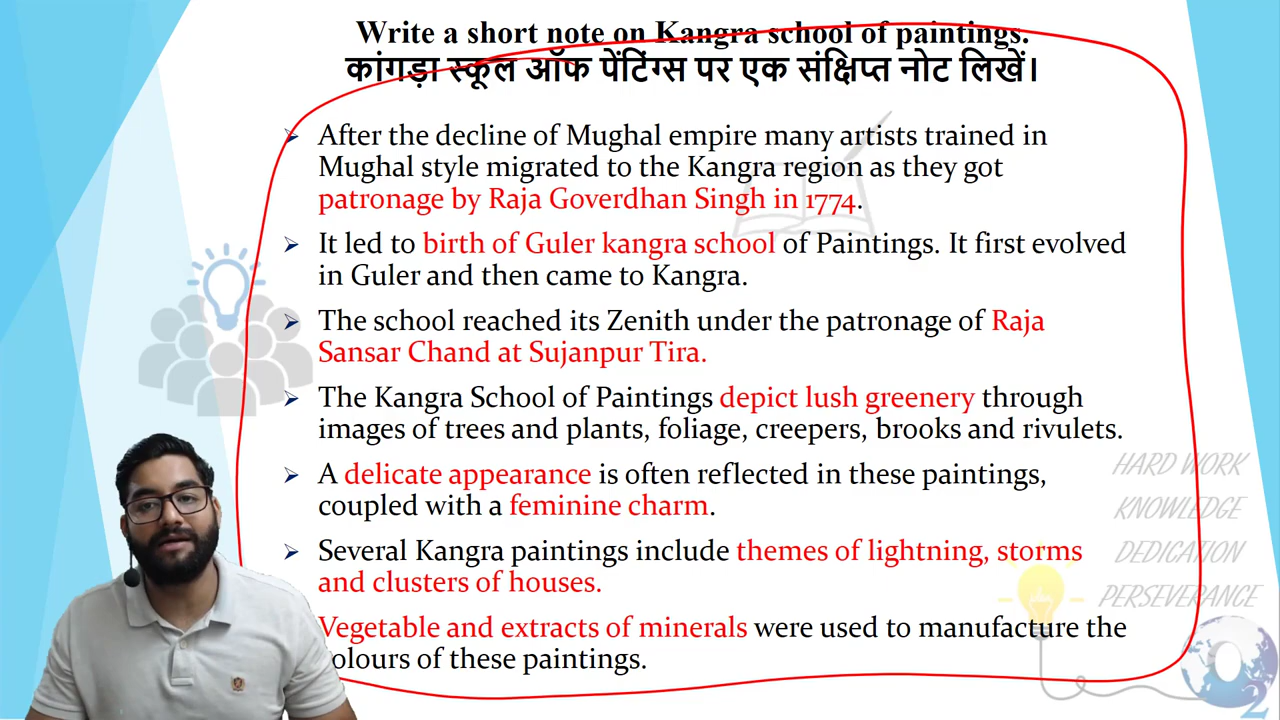 Write a short note on Kangra school of paintings.
कांगड़ा स्कूल ऑफ पेंटिंग्स पर एक संक्षिप्त नोट लिखें।
After the decline of Mughal empire many artists trained in
Mughal style migrated to the Kangra region as they got
patronage by Raja Goverdhan Singh in 1774.
It led to birth of Guler kangra school of Paintings. It first evolved
in Guler and then came to Kangra.
The school reached its Zenith under the patronage of Raja
Sansar Chand at Sujanpur Tira.
The Kangra School of Paintings depict lush greenery through
images of trees and plants, foliage, creepers, brooks and rivulets.
A delicate appearance is often reflected in these paintings,
coupled with a feminine charm.
Several Kangra paintings include themes of lightning, storms
and clusters of houses.
Vegetable and extracts of minerals were used to manufacture the
colours of these paintings.
HARD WORK
KNOWLEDGE
DEDICATION
PERSEVERANCE
O2